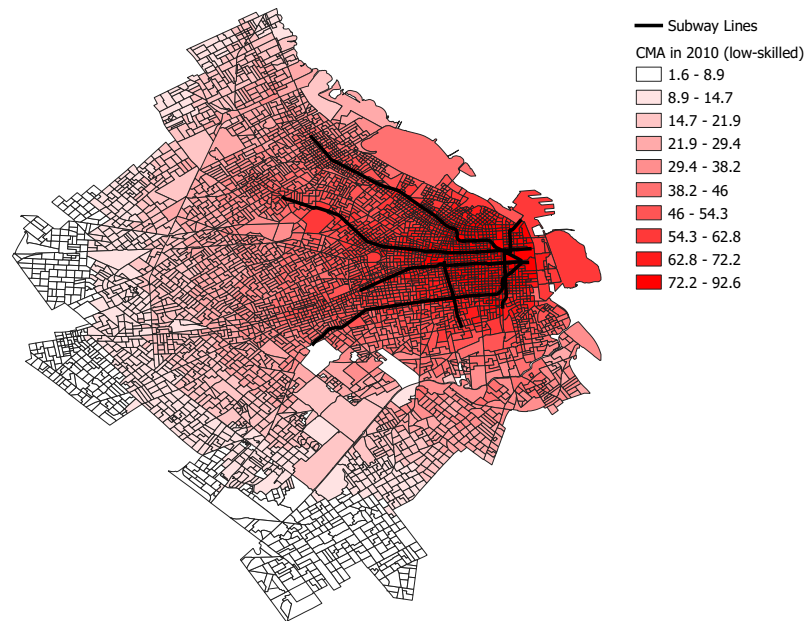 Subway Lines
CMA in 2010 (low-skilled)
1.6 - 8.9
8.9 - 14.7
14.7 - 21.9
21.9 - 29.4
29.4 - 38.2
38.2 - 46
46 - 54.3
54.3 - 62.8
62.8 - 72.2
72.2 - 92.6